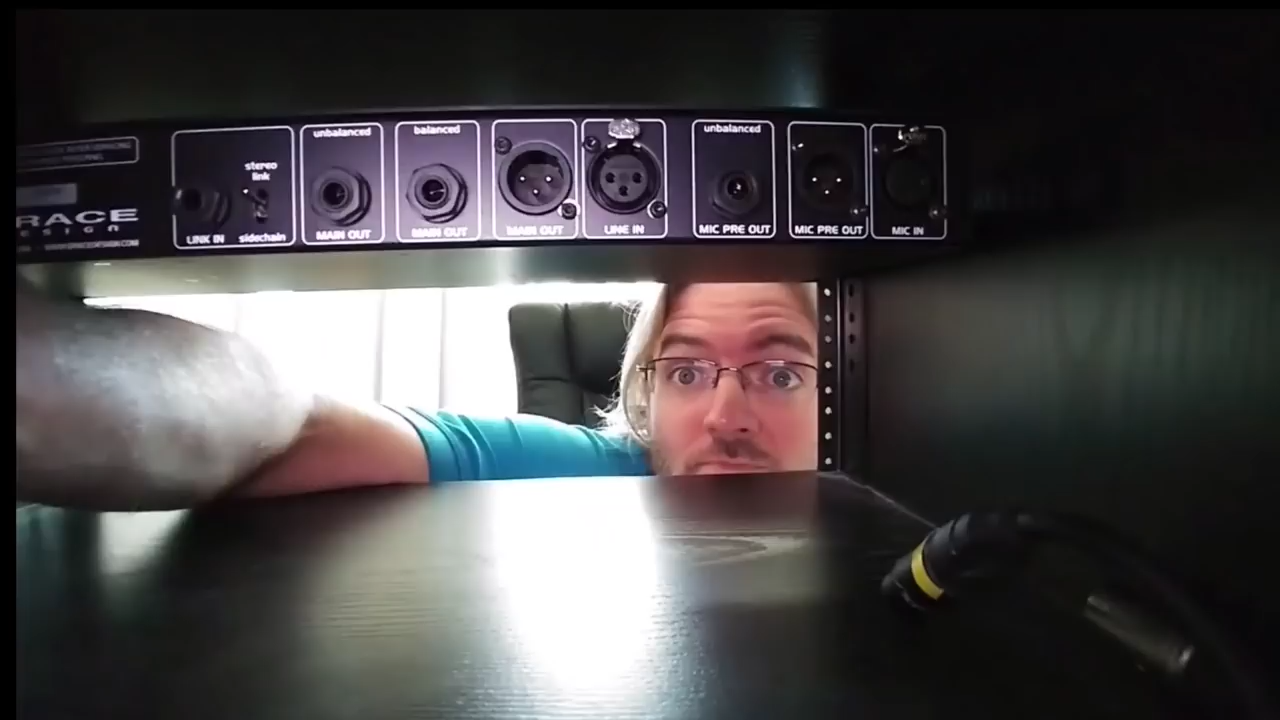 RACE
unbalanced
balanced
unbalanced
stereo
link
LINK IN
sidechain
MAIN OUT
MAIN OUT
MAIN OUT
LINE IN
MIC PRE OUT
MIC PRE OUT
MIC IN